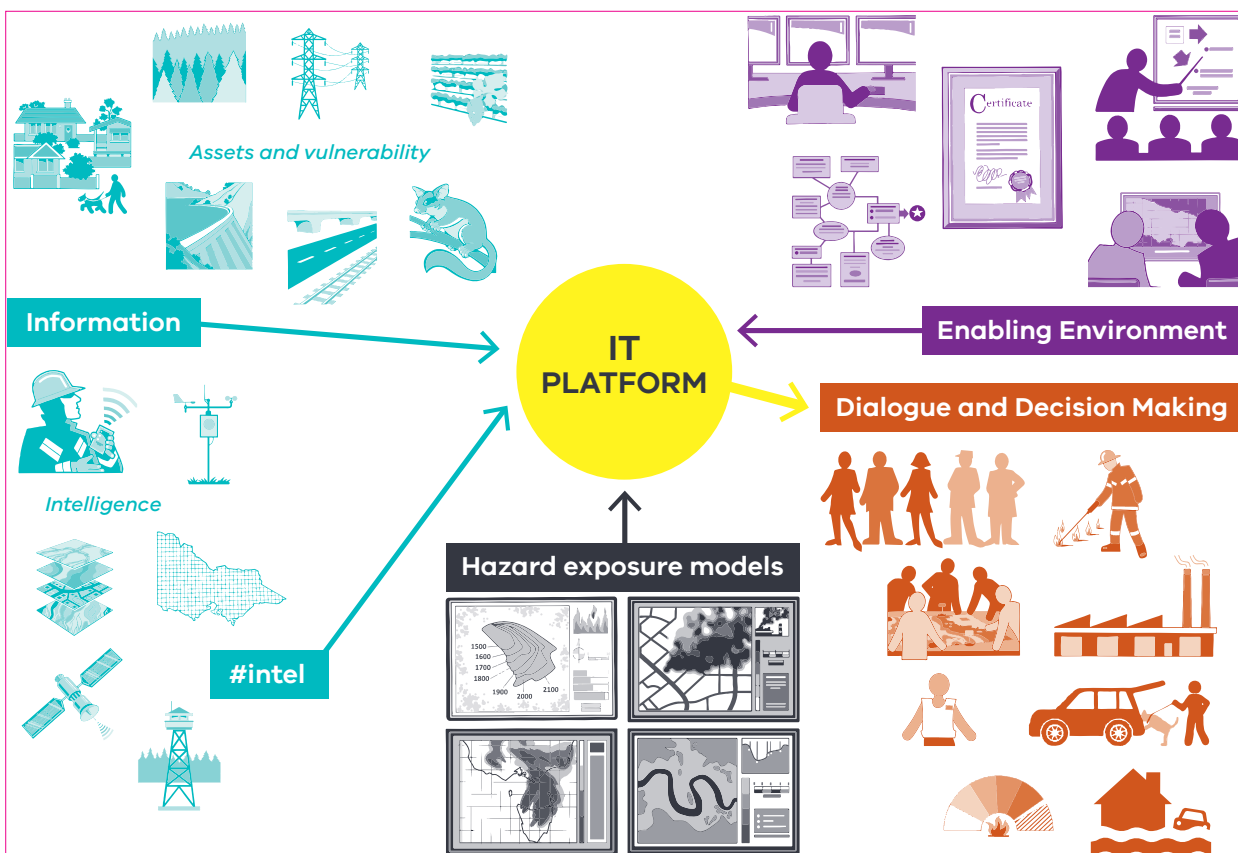 Assets and vulnerability
Certificate
Information
IT
PLATFORM
Enabling Environment
Dialogue and Decision Making
Intelligence
#intel
Hazard exposure models
1500
1600
1700
1800
1900
2000
2100